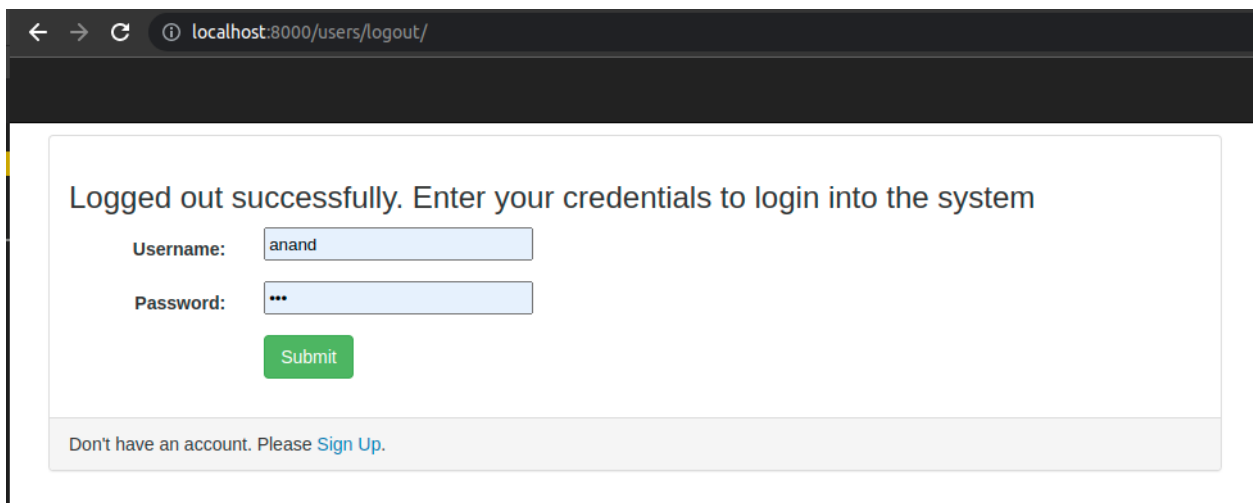 localhost:8000/users/logout/
Logged out successfully. Enter your credentials to login into the system
Username: anand
Password: •••
Submit
Don't have an account. Please Sign Up.